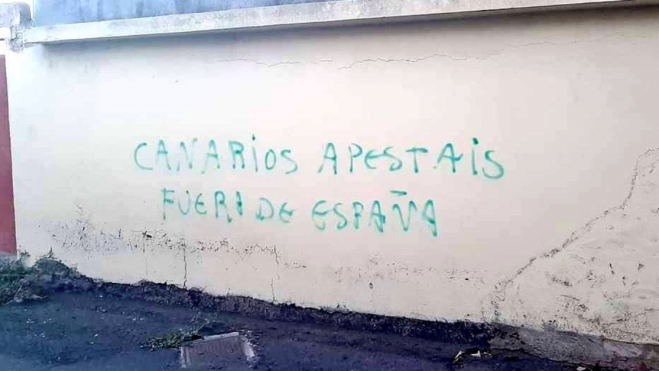 CANARIOS APESTAIS
FUERA DE ESPAÑA